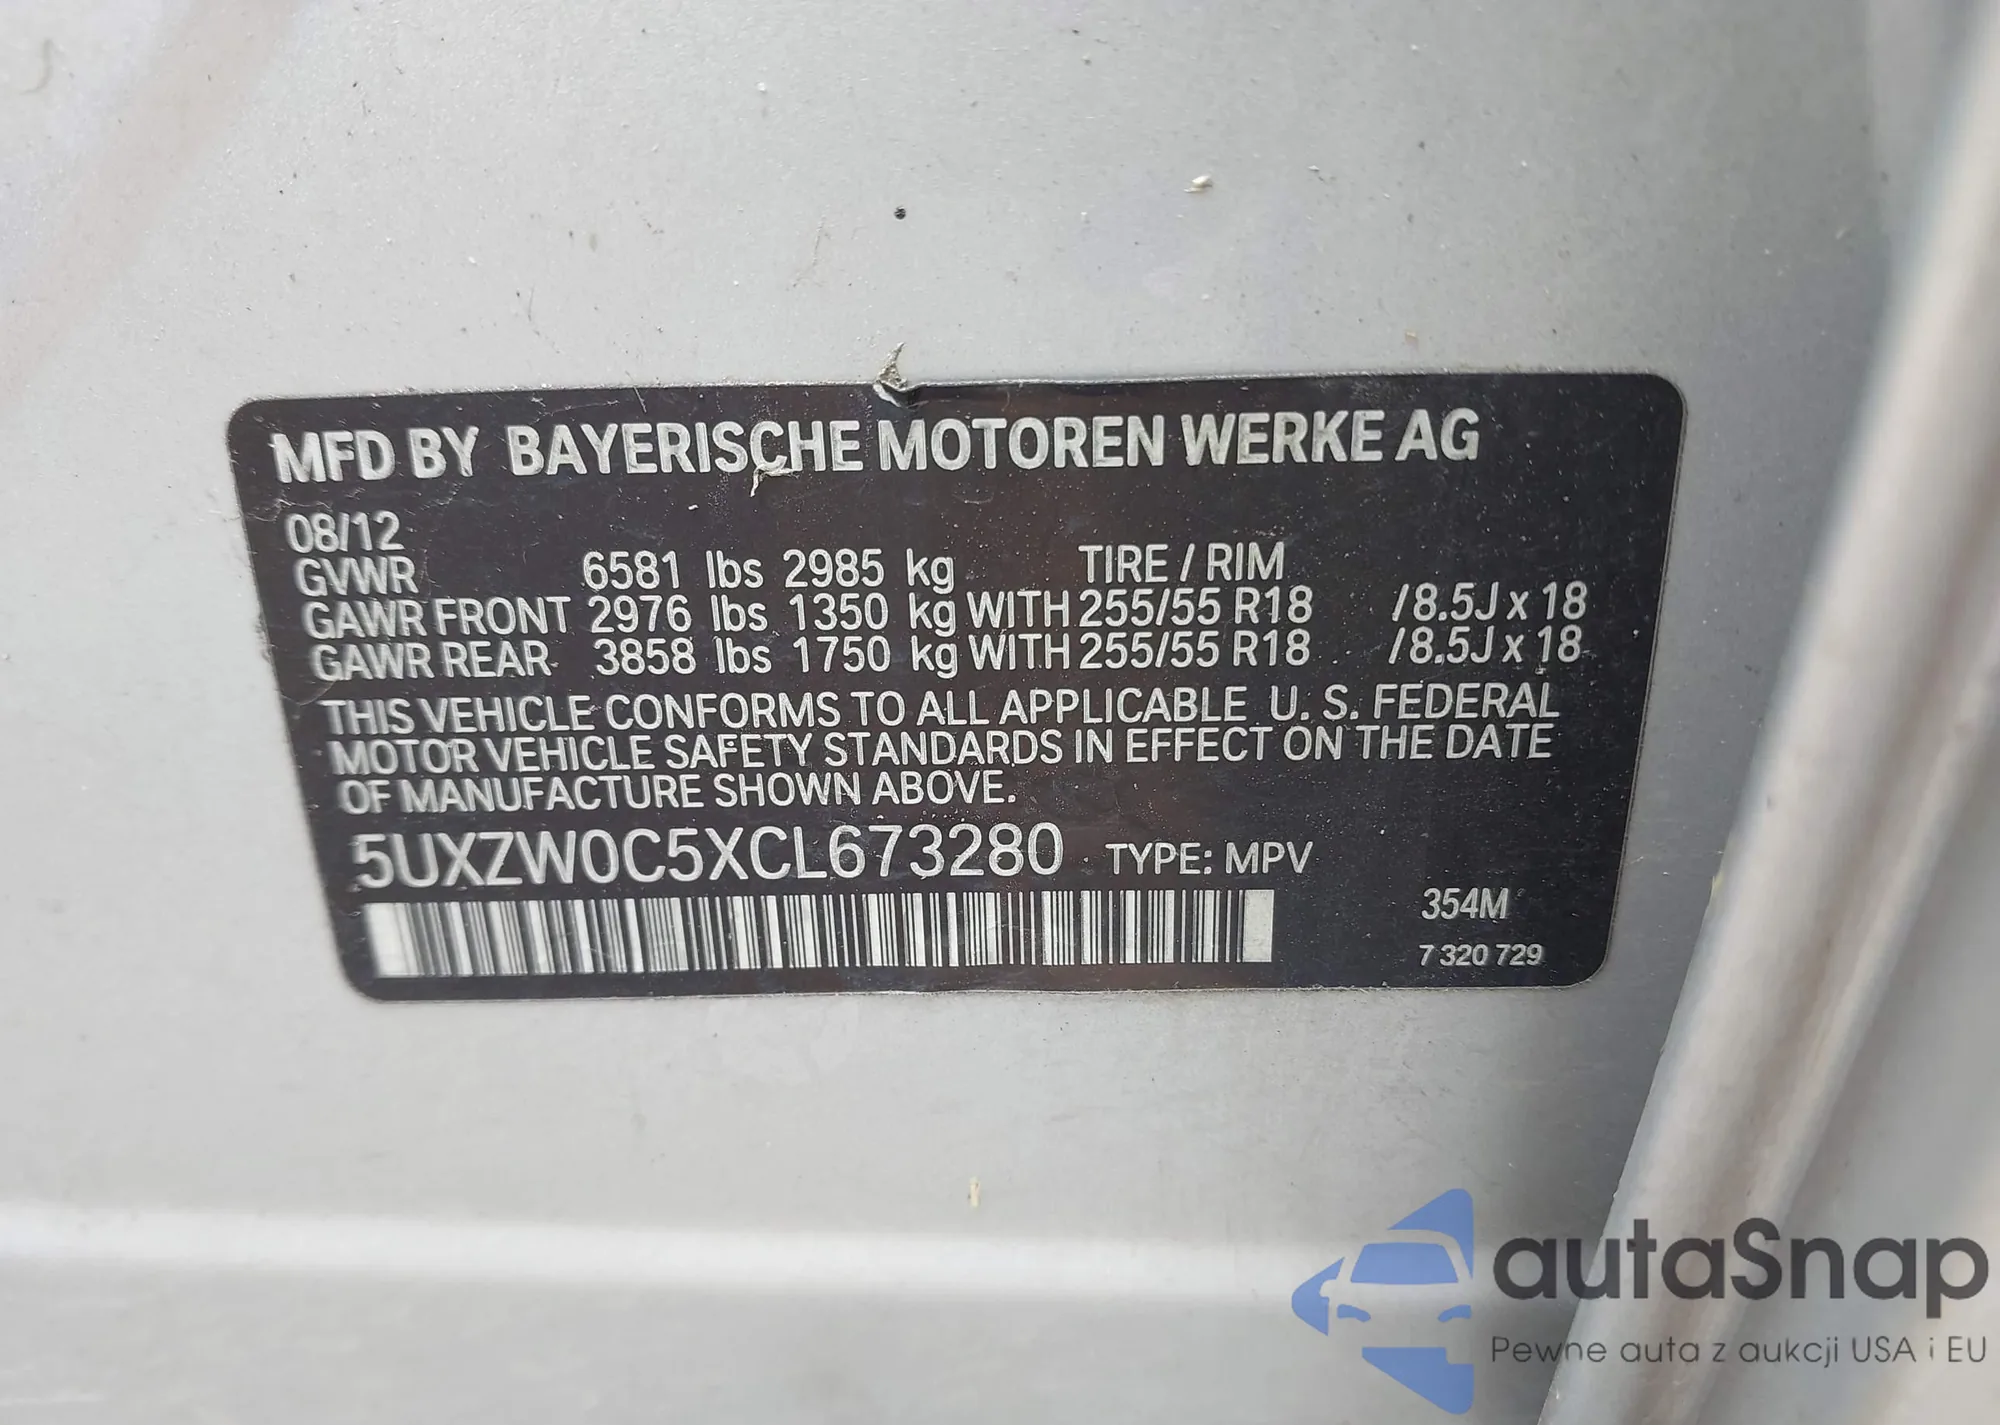 MFD BY BAYERISCHE MOTOREN WERKE AG
08/12
GVWR 6581 lbs 2985 kg TIRE / RIM
GAWR FRONT 2976 lbs 1350 kg WITH 255/55 R18 /8.5J x 18
GAWR REAR 3858 lbs 1750 kg WITH 255/55 R18 /8.5J x 18
THIS VEHICLE CONFORMS TO ALL APPLICABLE U. S. FEDERAL
MOTOR VEHICLE SAFETY STANDARDS IN EFFECT ON THE DATE
OF MANUFACTURE SHOWN ABOVE.
5UXZW0C5XCL673280 TYPE: MPV
354M
7 320 729
autaSnap
Pewne auta z aukcji USA i EU